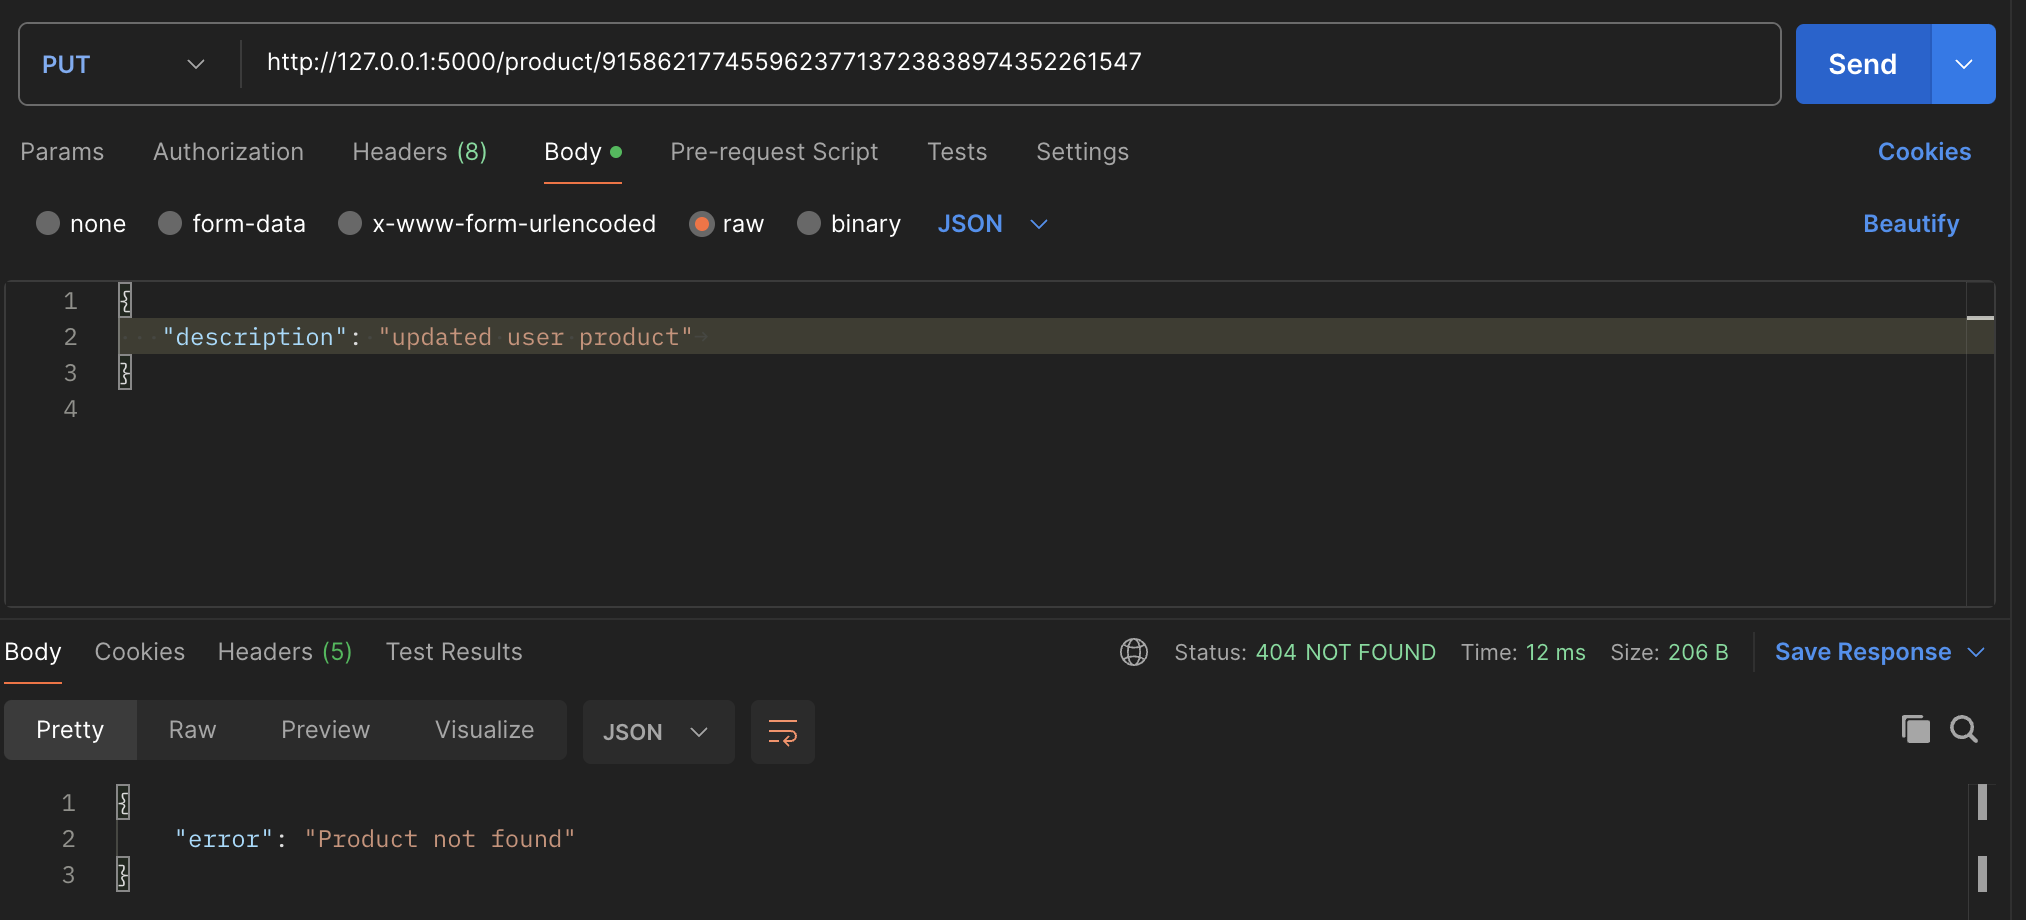 PUT http://127.0.0.1:5000/product/91586217745596237713723838974352261547 Send
Params Authorization Headers (8) Body Pre-request Script Tests Settings Cookies
none form-data x-www-form-urlencoded raw binary JSON Beautify
1 {
2 "description": "updated user product"
3 }
4
Body Cookies Headers (5) Test Results Status: 404 NOT FOUND Time: 12 ms Size: 206 B Save Response
Pretty Raw Preview Visualize JSON
1 {
2 "error": "Product not found"
3 }